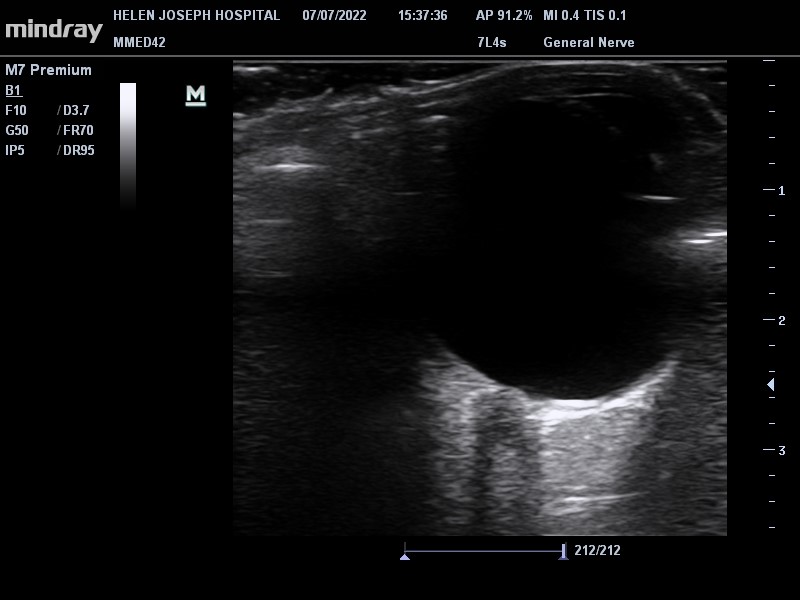 mindray
HELEN JOSEPH HOSPITAL 07/07/2022 15:37:36 AP 91.2% MI 0.4 TIS 0.1
MMED42 7L4s General Nerve
M7 Premium
B1
F10 / D3.7
G50 / FR70
IP5 / DR95
M
1
2
3
212/212